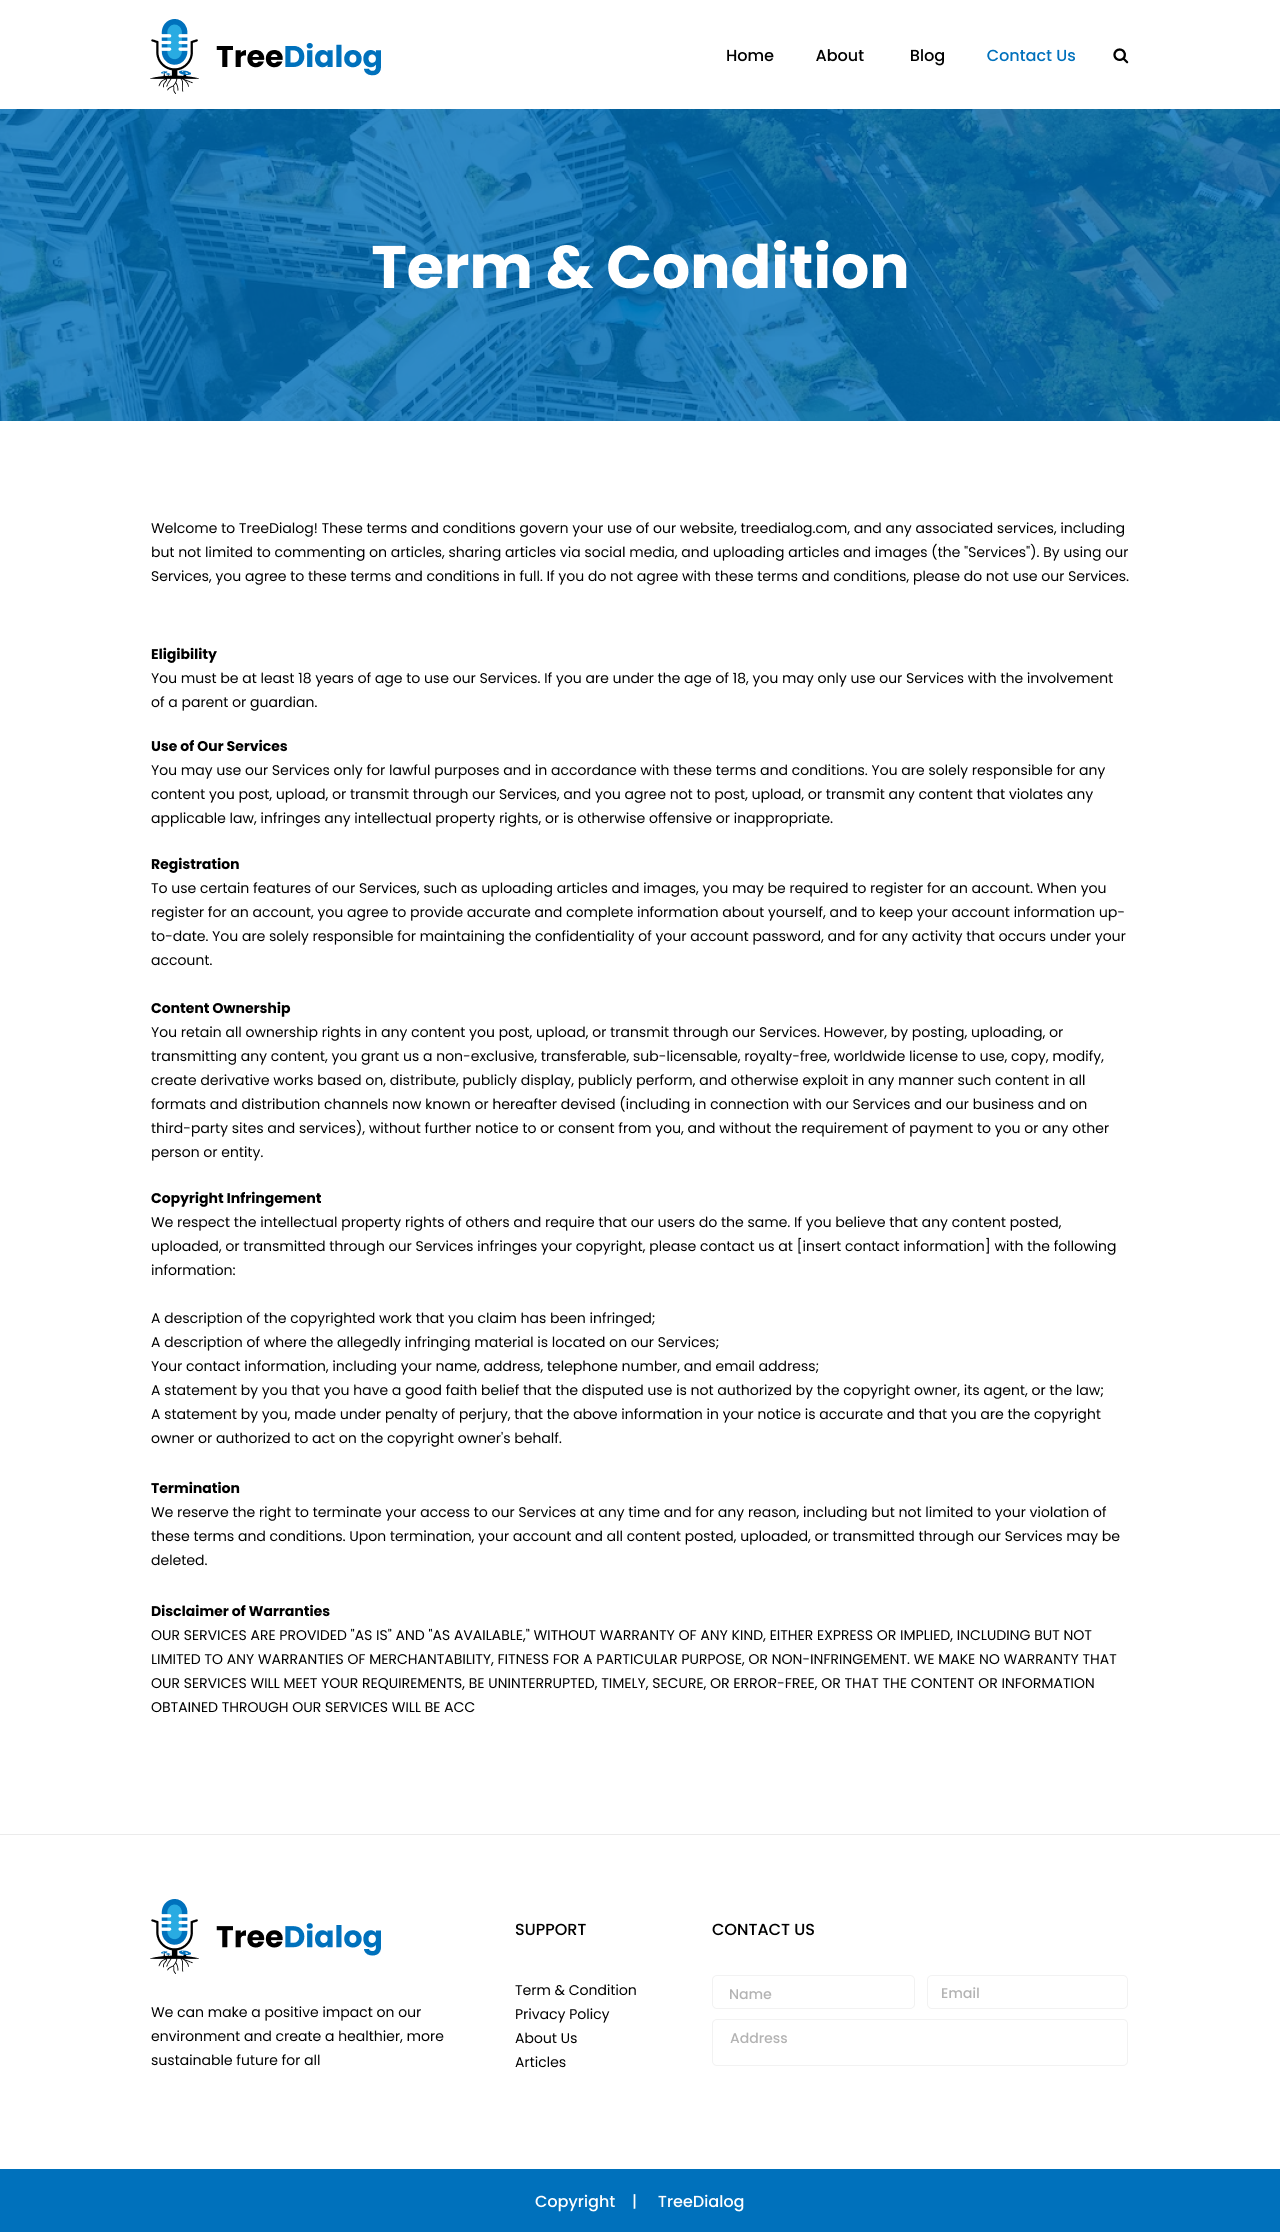 TreeDialog
Home About Blog Contact Us
Term & Condition
Welcome to TreeDialog! These terms and conditions govern your use of our website, treedialog.com, and any associated services, including
but not limited to commenting on articles, sharing articles via social media, and uploading articles and images (the "Services"). By using our
Services, you agree to these terms and conditions in full. If you do not agree with these terms and conditions, please do not use our Services.
Eligibility
You must be at least 18 years of age to use our Services. If you are under the age of 18, you may only use our Services with the involvement
of a parent or guardian.
Use of Our Services
You may use our Services only for lawful purposes and in accordance with these terms and conditions. You are solely responsible for any
content you post, upload, or transmit through our Services, and you agree not to post, upload, or transmit any content that violates any
applicable law, infringes any intellectual property rights, or is otherwise offensive or inappropriate.
Registration
To use certain features of our Services, such as uploading articles and images, you may be required to register for an account. When you
register for an account, you agree to provide accurate and complete information about yourself, and to keep your account information up-
to-date. You are solely responsible for maintaining the confidentiality of your account password, and for any activity that occurs under your
account.
Content Ownership
You retain all ownership rights in any content you post, upload, or transmit through our Services. However, by posting, uploading, or
transmitting any content, you grant us a non-exclusive, transferable, sub-licensable, royalty-free, worldwide license to use, copy, modify,
create derivative works based on, distribute, publicly display, publicly perform, and otherwise exploit in any manner such content in all
formats and distribution channels now known or hereafter devised (including in connection with our Services and our business and on
third-party sites and services), without further notice to or consent from you, and without the requirement of payment to you or any other
person or entity.
Copyright Infringement
We respect the intellectual property rights of others and require that our users do the same. If you believe that any content posted,
uploaded, or transmitted through our Services infringes your copyright, please contact us at [insert contact information] with the following
information:
A description of the copyrighted work that you claim has been infringed;
A description of where the allegedly infringing material is located on our Services;
Your contact information, including your name, address, telephone number, and email address;
A statement by you that you have a good faith belief that the disputed use is not authorized by the copyright owner, its agent, or the law;
A statement by you, made under penalty of perjury, that the above information in your notice is accurate and that you are the copyright
owner or authorized to act on the copyright owner's behalf.
Termination
We reserve the right to terminate your access to our Services at any time and for any reason, including but not limited to your violation of
these terms and conditions. Upon termination, your account and all content posted, uploaded, or transmitted through our Services may be
deleted.
Disclaimer of Warranties
OUR SERVICES ARE PROVIDED "AS IS" AND "AS AVAILABLE," WITHOUT WARRANTY OF ANY KIND, EITHER EXPRESS OR IMPLIED, INCLUDING BUT NOT
LIMITED TO ANY WARRANTIES OF MERCHANTABILITY, FITNESS FOR A PARTICULAR PURPOSE, OR NON-INFRINGEMENT. WE MAKE NO WARRANTY THAT
OUR SERVICES WILL MEET YOUR REQUIREMENTS, BE UNINTERRUPTED, TIMELY, SECURE, OR ERROR-FREE, OR THAT THE CONTENT OR INFORMATION
OBTAINED THROUGH OUR SERVICES WILL BE ACC
TreeDialog
We can make a positive impact on our
environment and create a healthier, more
sustainable future for all
SUPPORT
Term & Condition
Privacy Policy
About Us
Articles
CONTACT US
Name Email
Address
Copyright | TreeDialog